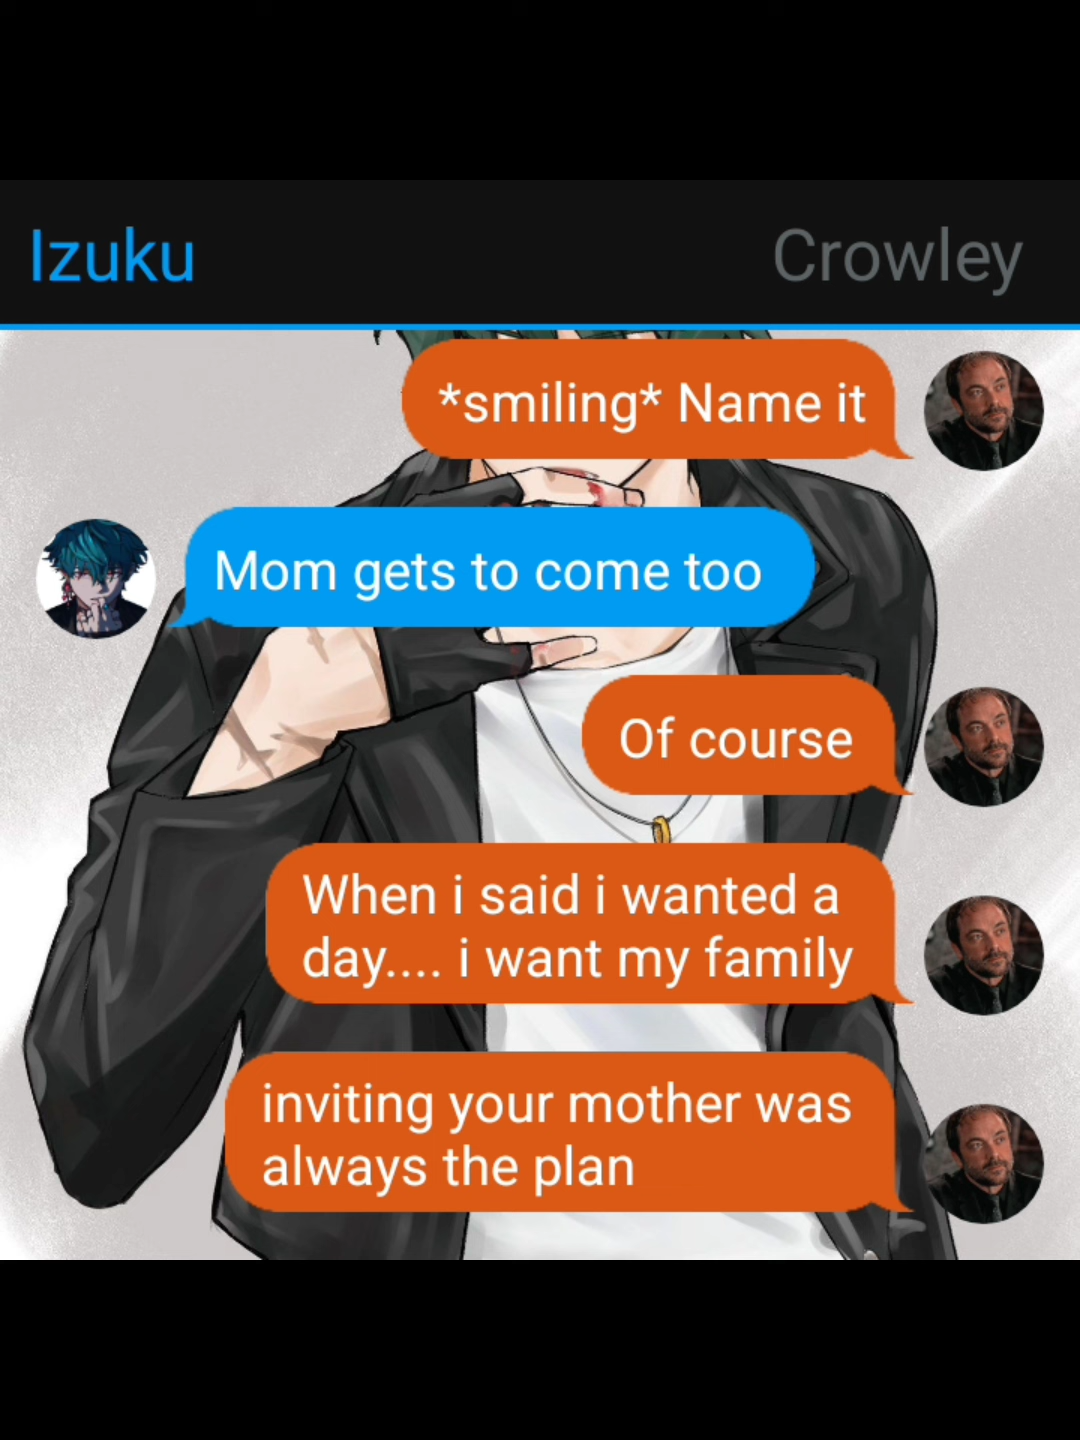 Izuku
Crowley
*smiling* Name it
Mom gets to come too
Of course
When i said i wanted a
day.... i want my family
inviting your mother was
always the plan